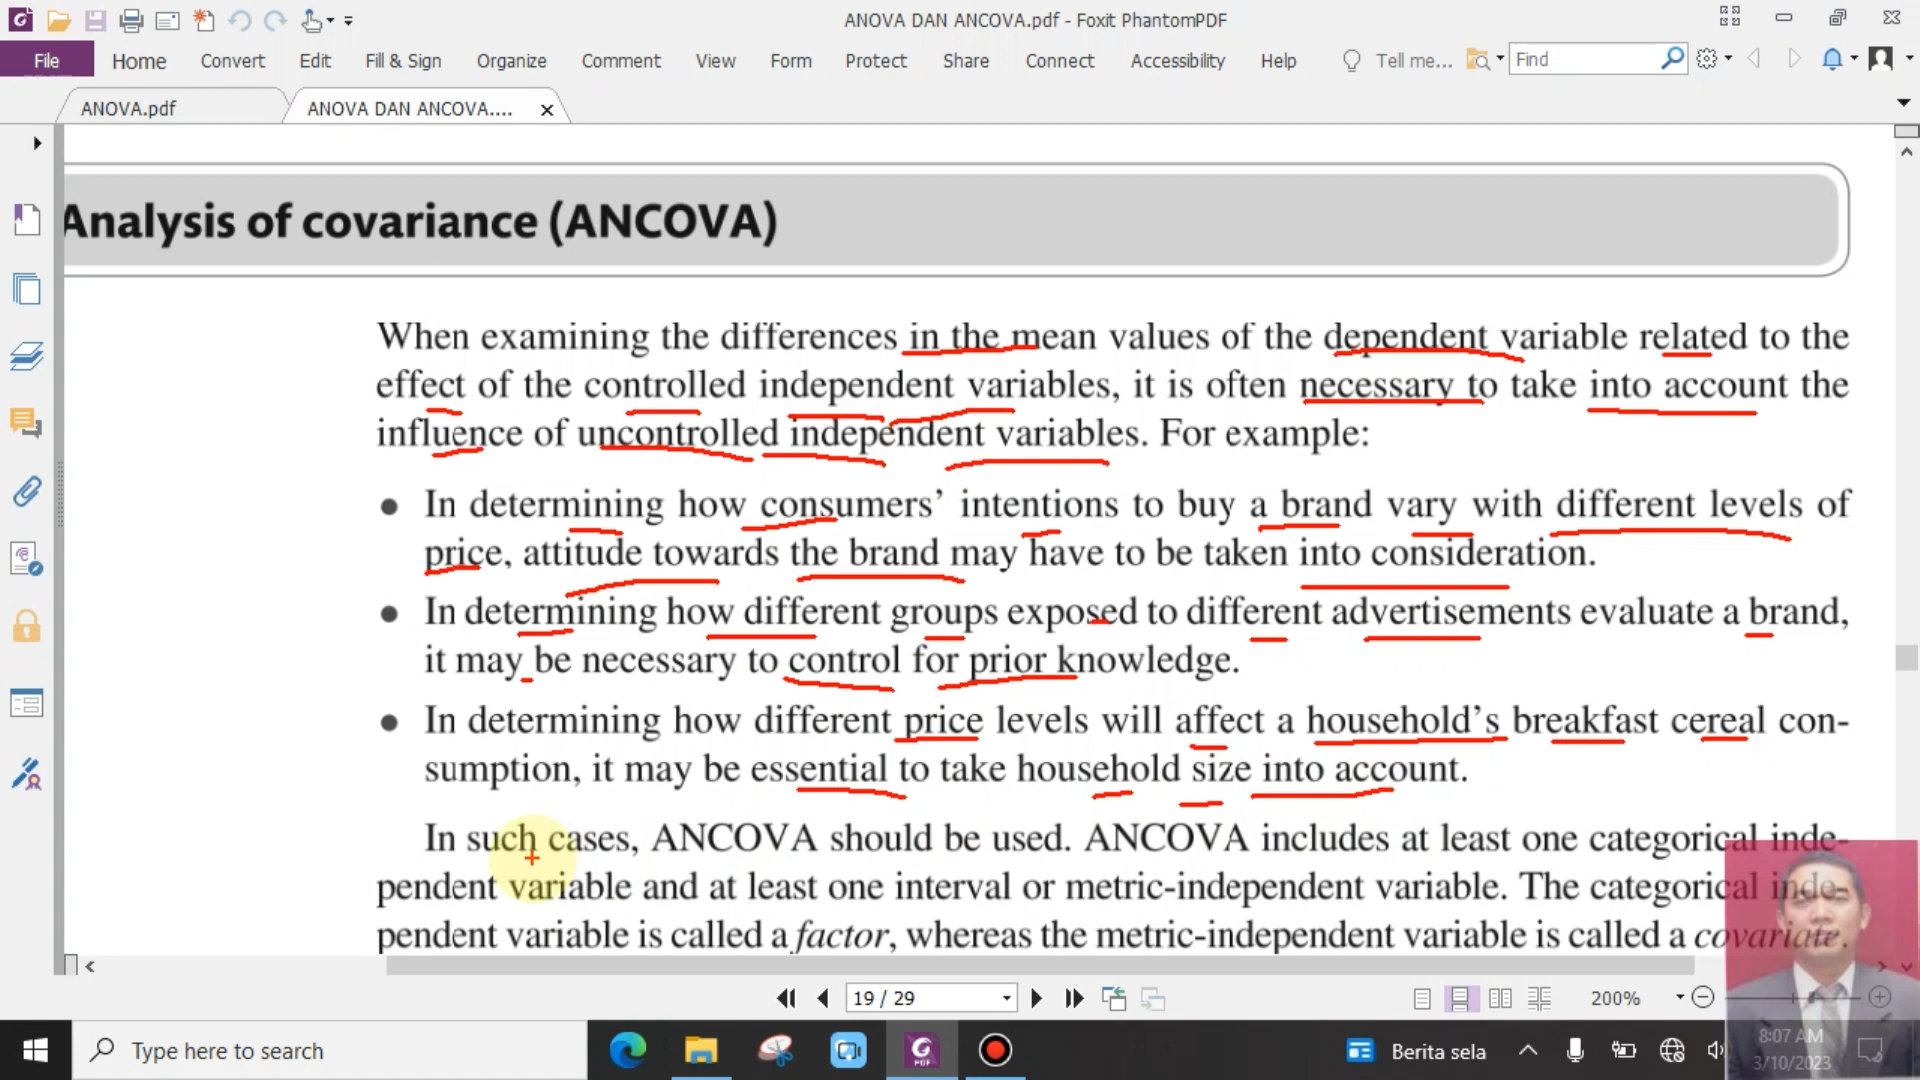 ANOVA DAN ANCOVA.pdf - Foxit PhantomPDF
File Home Convert Edit Fill & Sign Organize Comment View Form Protect Share Connect Accessibility Help Tell me... Find
ANOVA.pdf ANOVA DAN ANCOVA....
Analysis of covariance (ANCOVA)
When examining the differences in the mean values of the dependent variable related to the
effect of the controlled independent variables, it is often necessary to take into account the
influence of uncontrolled independent variables. For example:
● In determining how consumers’ intentions to buy a brand vary with different levels of
price, attitude towards the brand may have to be taken into consideration.
● In determining how different groups exposed to different advertisements evaluate a brand,
it may be necessary to control for prior knowledge.
● In determining how different price levels will affect a household’s breakfast cereal con-
sumption, it may be essential to take household size into account.
In such cases, ANCOVA should be used. ANCOVA includes at least one categorical inde-
pendent variable and at least one interval or metric-independent variable. The categorical inde-
pendent variable is called a factor, whereas the metric-independent variable is called a covariate.
19 / 29
200%
Type here to search
PDF
Berita sela
8:07 AM
3/10/2023